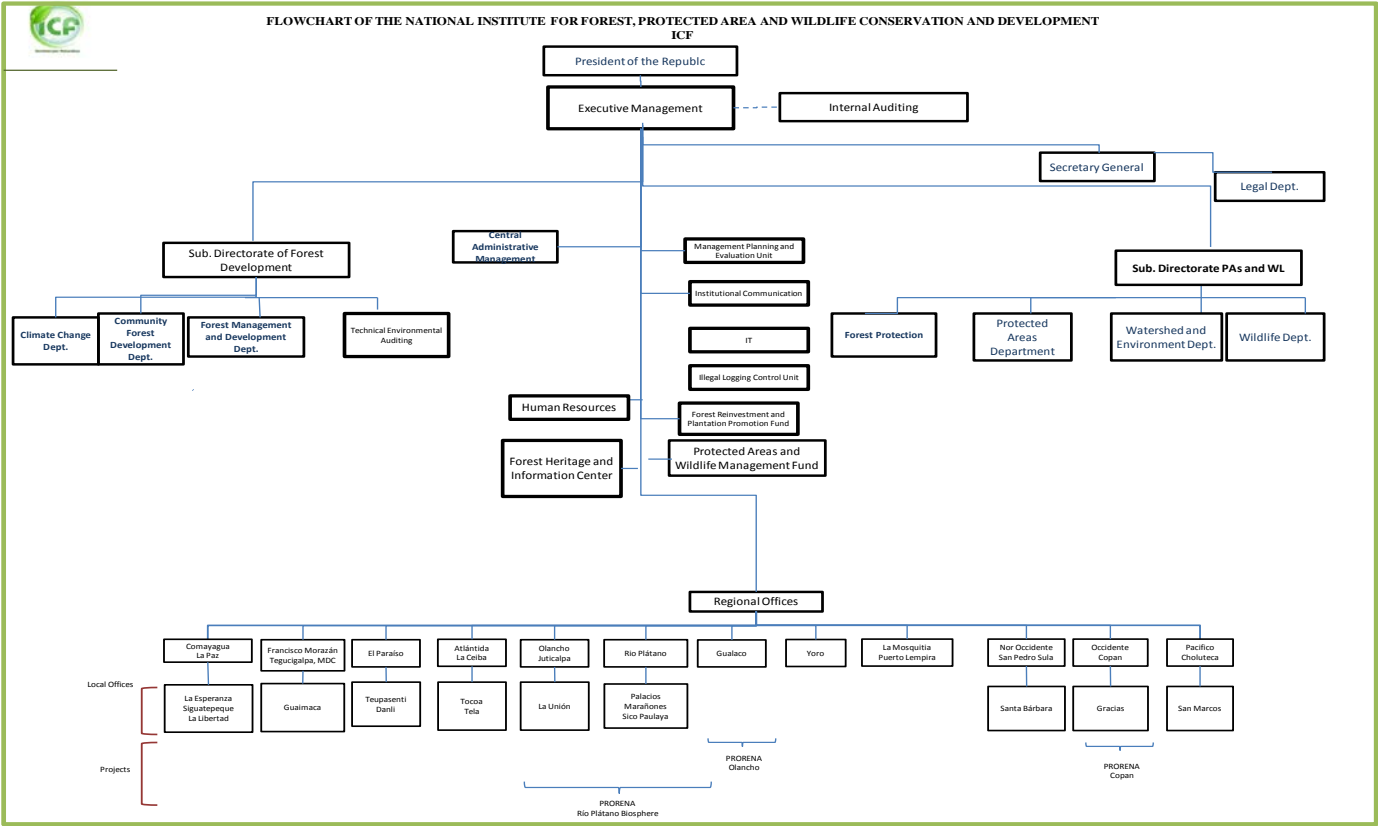 ICF
FLOWCHART OF THE NATIONAL INSTITUTE FOR FOREST, PROTECTED AREA AND WILDLIFE CONSERVATION AND DEVELOPMENT
ICF
President of the Republc
Executive Management
Internal Auditing
Secretary General
Legal Dept.
Sub. Directorate of Forest
Development
Central
Administrative
Management
Management Planning and
Evaluation Unit
Sub. Directorate PAs and WL
Institutional Communication
Climate Change
Dept.
Community
Forest
Development
Dept.
Forest Management
and Development
Dept.
Technical Environmental
Auditing
IT
Forest Protection
Protected
Areas
Department
Watershed and
Environment Dept.
Wildlife Dept.
Illegal Logging Control Unit
Human Resources
Forest Reinvestment and
Plantation Promotion Fund
Forest Heritage and
Information Center
Protected Areas and
Wildlife Management Fund
Regional Offices
Comayagua
La Paz
Francisco Morazán
Tegucigalpa, MDC
El Paraíso
Atlántida
La Ceiba
Olancho
Juticalpa
Rio Plátano
Gualaco
Yoro
La Mosquitia
Puerto Lempira
Nor Occidente
San Pedro Sula
Occidente
Copan
Pacifico
Choluteca
Local Offices
La Esperanza
Siguatepeque
La Libertad
Guaimaca
Teupasenti
Danli
Tocoa
Tela
La Unión
Palacios
Marañones
Sico Paulaya
Santa Bárbara
Gracias
San Marcos
Projects
PRORENA
Olancho
PRORENA
Copan
PRORENA
Río Plátano Biosphere